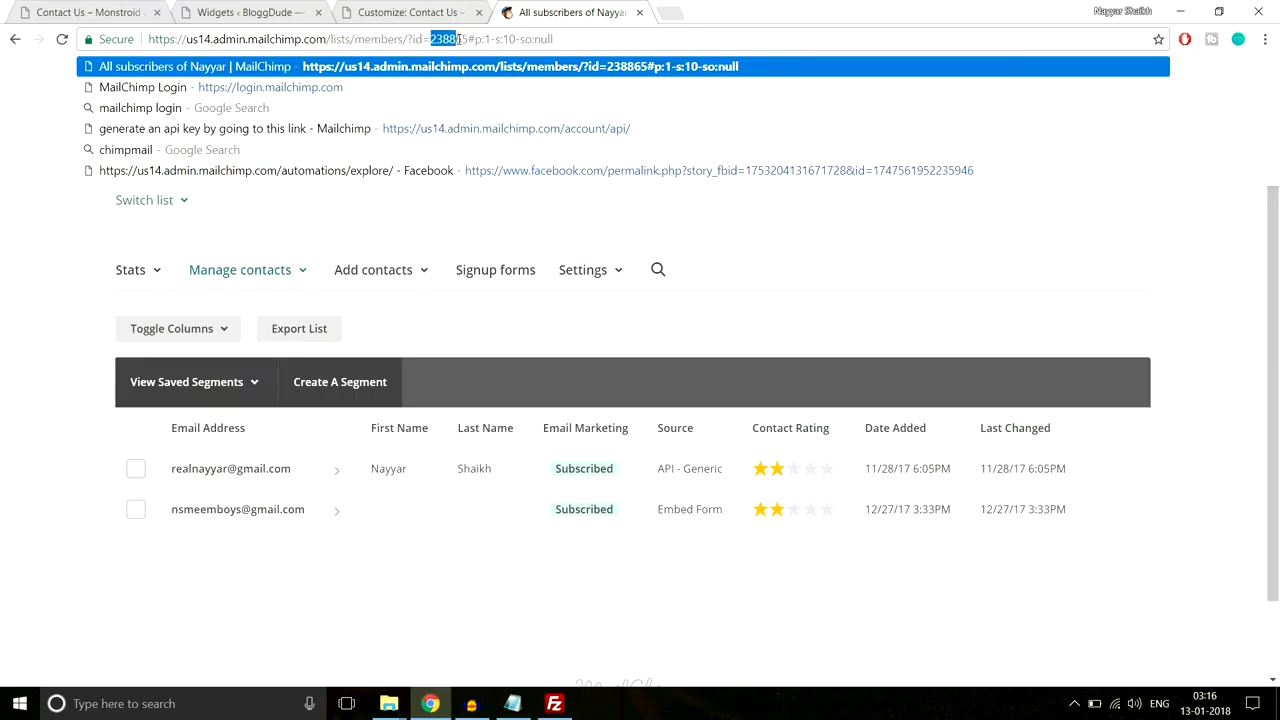 Contact Us – Monstroid
Widgets ‹ BloggDude —
Customize: Contact Us –
All subscribers of Nayyar
Nayyar Shaikh
Secure https://us14.admin.mailchimp.com/lists/members/?id=238865#p:1-s:10-so:null
All subscribers of Nayyar | MailChimp - https://us14.admin.mailchimp.com/lists/members/?id=238865#p:1-s:10-so:null
MailChimp Login - https://login.mailchimp.com
mailchimp login - Google Search
generate an api key by going to this link - Mailchimp - https://us14.admin.mailchimp.com/account/api/
chimpmail - Google Search
https://us14.admin.mailchimp.com/automations/explore/ - Facebook - https://www.facebook.com/permalink.php?story_fbid=1753204131671728&id=1747561952235946
Switch list
Stats Manage contacts Add contacts Signup forms Settings
Toggle Columns Export List
View Saved Segments Create A Segment
Email Address First Name Last Name Email Marketing Source Contact Rating Date Added Last Changed
realnayyar@gmail.com Nayyar Shaikh Subscribed API - Generic 11/28/17 6:05PM 11/28/17 6:05PM
nsmeemboys@gmail.com Subscribed Embed Form 12/27/17 3:33PM 12/27/17 3:33PM
Type here to search
ENG
03:16
13-01-2018